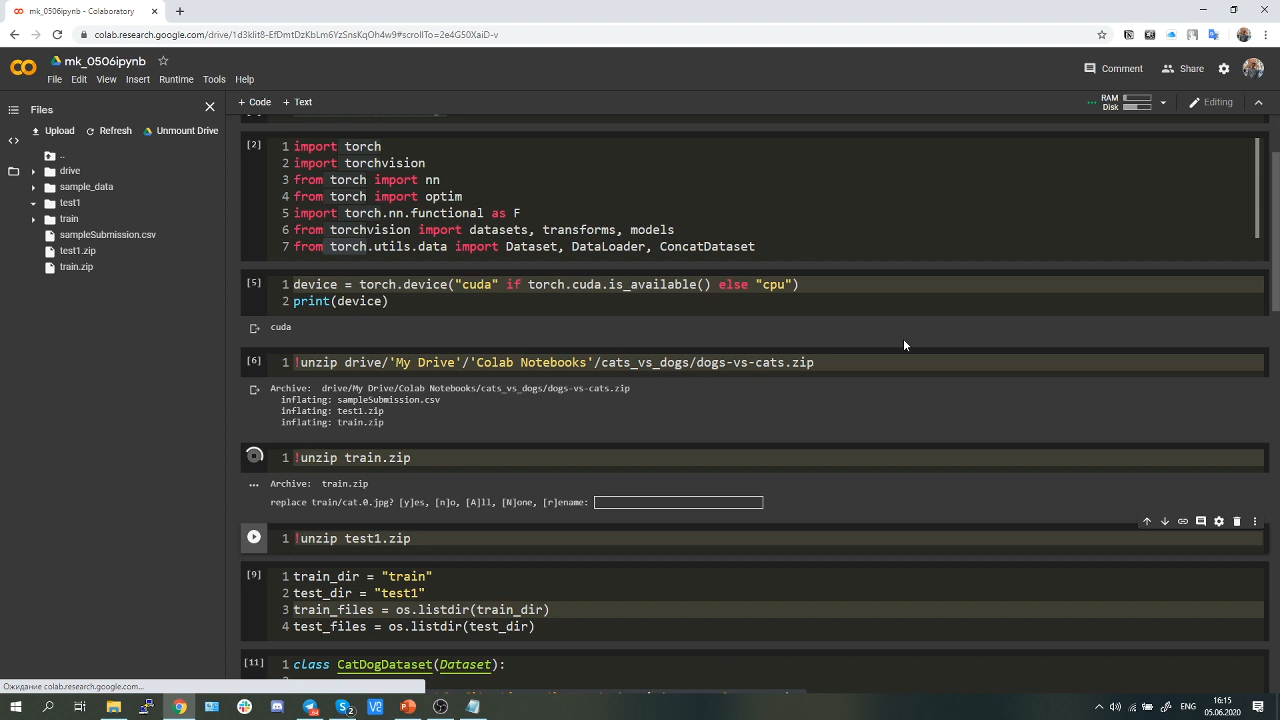 mk_0506ipynb - Colaboratory
colab.research.google.com/drive/1d3klit8-EfDmtDzKbLm6YzSnsKqOh4w9#scrollTo=2e4G50XaiD-v
mk_0506ipynb
File Edit View Insert Runtime Tools Help
Comment
Share
+ Code + Text
RAM
Disk
Editing
Files
Upload Refresh Unmount Drive
..
drive
sample_data
test1
train
sampleSubmission.csv
test1.zip
train.zip
[2]
1 import torch
2 import torchvision
3 from torch import nn
4 from torch import optim
5 import torch.nn.functional as F
6 from torchvision import datasets, transforms, models
7 from torch.utils.data import Dataset, DataLoader, ConcatDataset
[5]
1 device = torch.device("cuda" if torch.cuda.is_available() else "cpu")
2 print(device)
cuda
[6]
1 !unzip drive/'My Drive'/'Colab Notebooks'/cats_vs_dogs/dogs-vs-cats.zip
Archive: drive/My Drive/Colab Notebooks/cats_vs_dogs/dogs-vs-cats.zip
inflating: sampleSubmission.csv
inflating: test1.zip
inflating: train.zip
1 !unzip train.zip
Archive: train.zip
replace train/cat.0.jpg? [y]es, [n]o, [A]ll, [N]one, [r]ename:
1 !unzip test1.zip
[9]
1 train_dir = "train"
2 test_dir = "test1"
3 train_files = os.listdir(train_dir)
4 test_files = os.listdir(test_dir)
[11]
1 class CatDogDataset(Dataset):
Ожидание colab.research.google.com...
16:15
05.06.2020